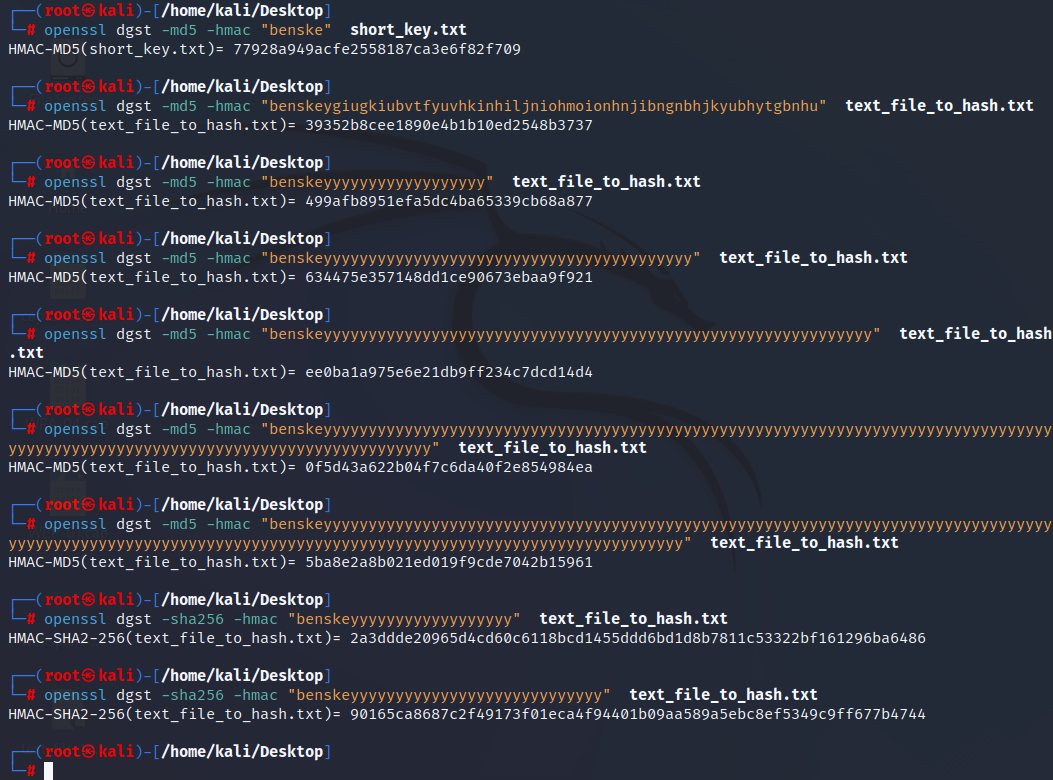 ┌──(root㉿kali)-[/home/kali/Desktop]
└─# openssl dgst -md5 -hmac "benske"  short_key.txt
HMAC-MD5(short_key.txt)= 77928a949acfe2558187ca3e6f82f709
┌──(root㉿kali)-[/home/kali/Desktop]
└─# openssl dgst -md5 -hmac "benskeygiugkiubvtfyuvhkinhiljniohmoionhnjibngnbhjkyubhytgbnhu"  text_file_to_hash.txt
HMAC-MD5(text_file_to_hash.txt)= 39352b8cee1890e4b1b10ed2548b3737
┌──(root㉿kali)-[/home/kali/Desktop]
└─# openssl dgst -md5 -hmac "benskeyyyyyyyyyyyyyyyyyy"  text_file_to_hash.txt
HMAC-MD5(text_file_to_hash.txt)= 499afb8951efa5dc4ba65339cb68a877
┌──(root㉿kali)-[/home/kali/Desktop]
└─# openssl dgst -md5 -hmac "benskeyyyyyyyyyyyyyyyyyyyyyyyyyyyyyyyyyyyyyyyyy"  text_file_to_hash.txt
HMAC-MD5(text_file_to_hash.txt)= 634475e357148dd1ce90673ebaa9f921
┌──(root㉿kali)-[/home/kali/Desktop]
└─# openssl dgst -md5 -hmac "benskeyyyyyyyyyyyyyyyyyyyyyyyyyyyyyyyyyyyyyyyyyyyyyyyyyyyyyyyyyyyyy"  text_file_to_hash
.txt
HMAC-MD5(text_file_to_hash.txt)= ee0ba1a975e6e21db9ff234c7dcd14d4
┌──(root㉿kali)-[/home/kali/Desktop]
└─# openssl dgst -md5 -hmac "benskeyyyyyyyyyyyyyyyyyyyyyyyyyyyyyyyyyyyyyyyyyyyyyyyyyyyyyyyyyyyyyyyyyyyyyyyyyyyyyyyyy
yyyyyyyyyyyyyyyyyyyyyyyyyyyyyyyyyyyyyyyyyyyyyyy"  text_file_to_hash.txt
HMAC-MD5(text_file_to_hash.txt)= 0f5d43a622b04f7c6da40f2e854984ea
┌──(root㉿kali)-[/home/kali/Desktop]
└─# openssl dgst -md5 -hmac "benskeyyyyyyyyyyyyyyyyyyyyyyyyyyyyyyyyyyyyyyyyyyyyyyyyyyyyyyyyyyyyyyyyyyyyyyyyyyyyyyyyy
yyyyyyyyyyyyyyyyyyyyyyyyyyyyyyyyyyyyyyyyyyyyyyyyyyyyyyyyyyyyyyyyyyyyyyyyyyy"  text_file_to_hash.txt
HMAC-MD5(text_file_to_hash.txt)= 5ba8e2a8b021ed019f9cde7042b15961
┌──(root㉿kali)-[/home/kali/Desktop]
└─# openssl dgst -sha256 -hmac "benskeyyyyyyyyyyyyyyyyyy"  text_file_to_hash.txt
HMAC-SHA2-256(text_file_to_hash.txt)= 2a3ddde20965d4cd60c6118bcd1455ddd6bd1d8b7811c53322bf161296ba6486
┌──(root㉿kali)-[/home/kali/Desktop]
└─# openssl dgst -sha256 -hmac "benskeyyyyyyyyyyyyyyyyyyyyyyyyyyyy"  text_file_to_hash.txt
HMAC-SHA2-256(text_file_to_hash.txt)= 90165ca8687c2f49173f01eca4f94401b09aa589a5ebc8ef5349c9ff677b4744
┌──(root㉿kali)-[/home/kali/Desktop]
└─#